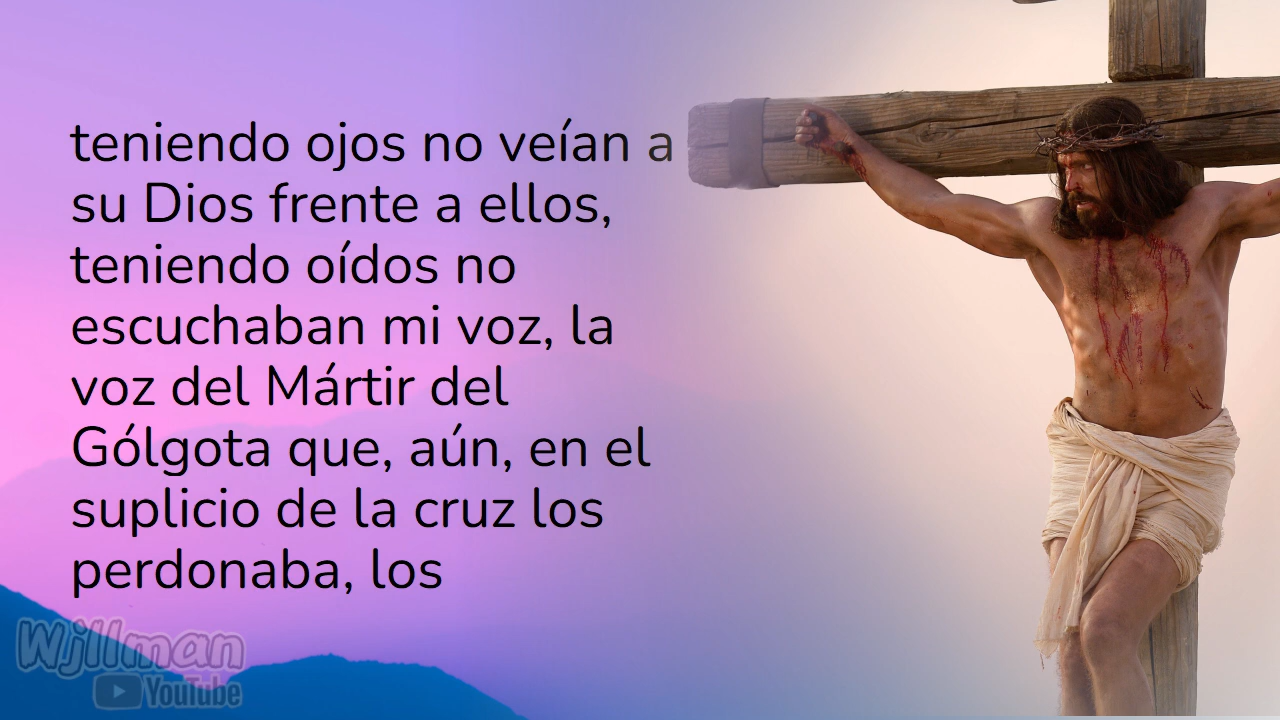 teniendo ojos no veían a
su Dios frente a ellos,
teniendo oídos no
escuchaban mi voz, la
voz del Mártir del
Gólgota que, aún, en el
suplicio de la cruz los
perdonaba, los
Wjllman
YouTube